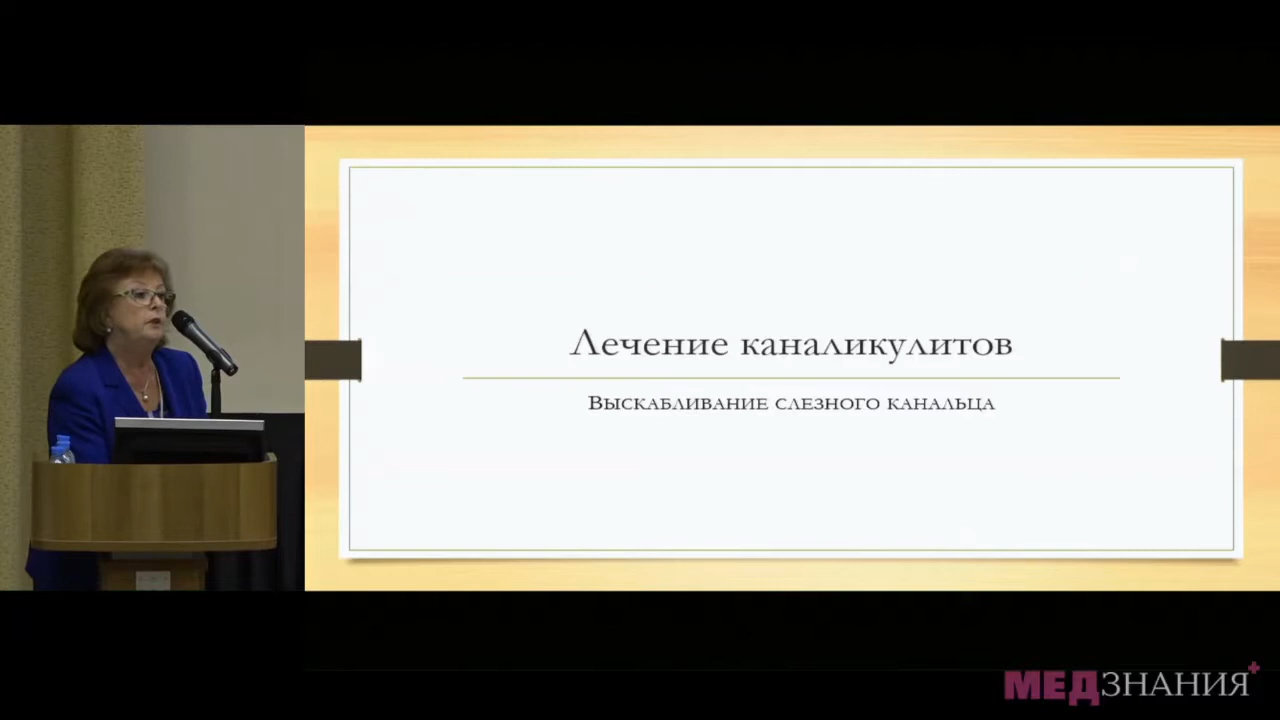 Лечение каналикулитов
Выскабливание слезного канальца
МЕДЗНАНИЯ+